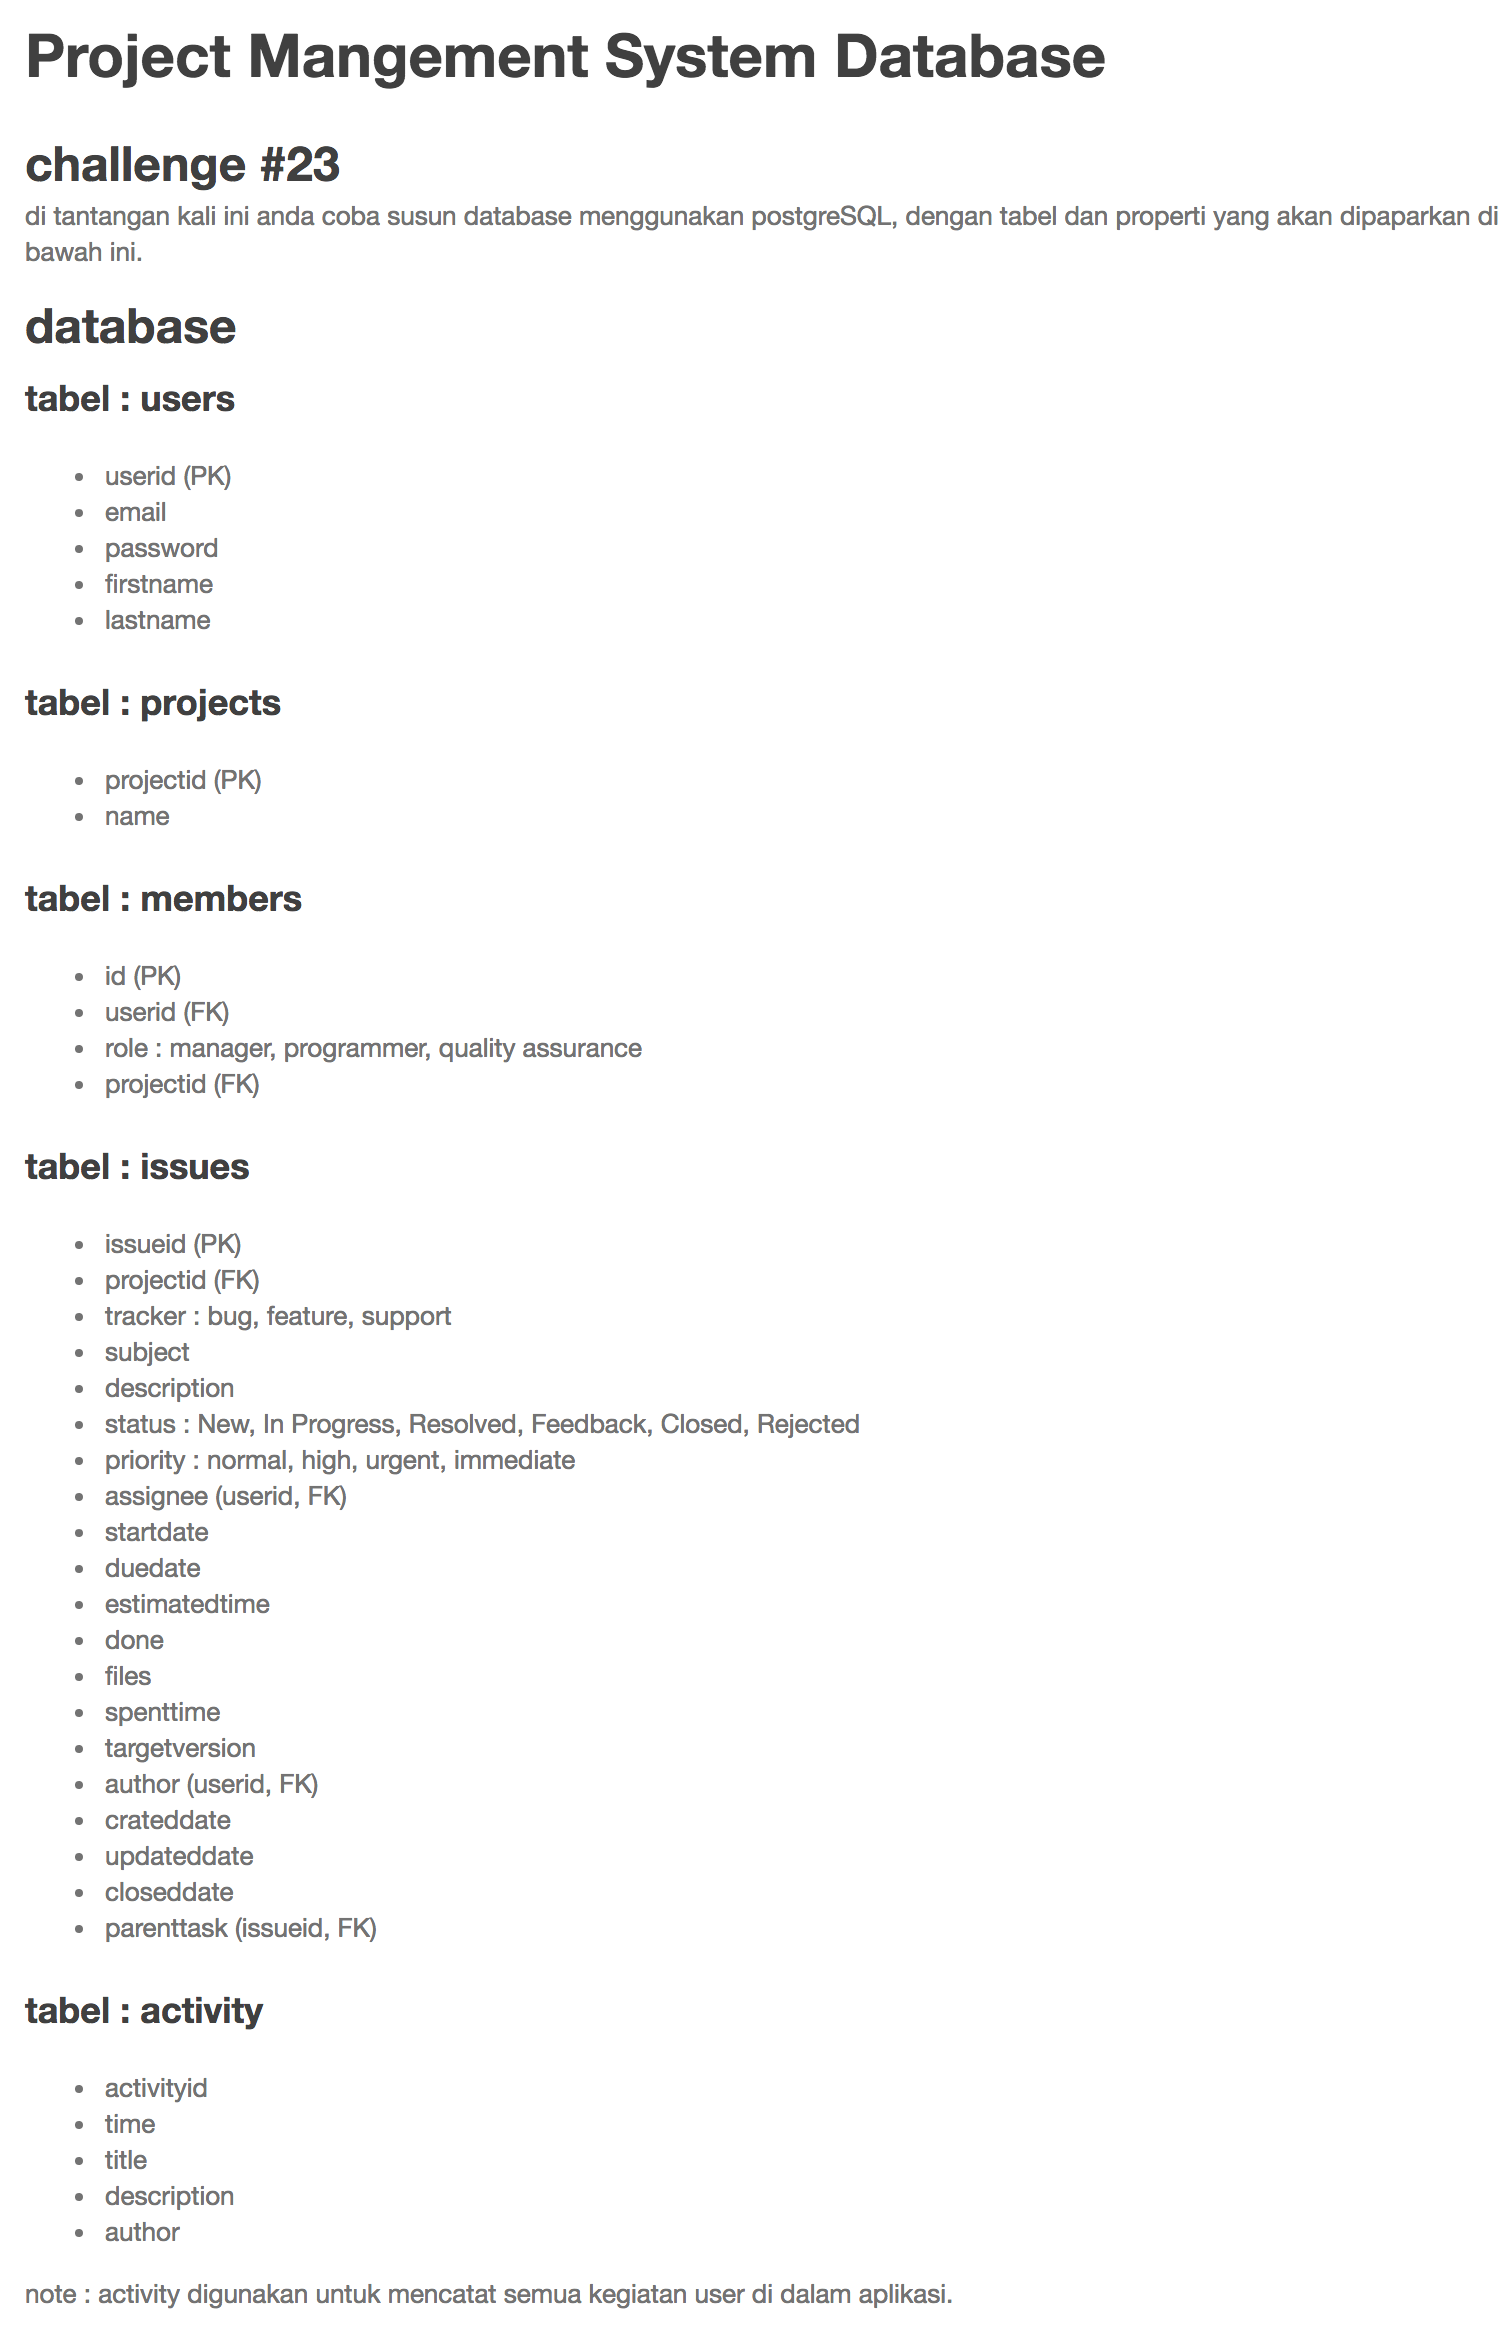 Project Mangement System Database
challenge #23
di tantangan kali ini anda coba susun database menggunakan postgreSQL, dengan tabel dan properti yang akan dipaparkan di
bawah ini.
database
tabel : users
• userid (PK)
• email
• password
• firstname
• lastname
tabel : projects
• projectid (PK)
• name
tabel : members
• id (PK)
• userid (FK)
• role : manager, programmer, quality assurance
• projectid (FK)
tabel : issues
• issueid (PK)
• projectid (FK)
• tracker : bug, feature, support
• subject
• description
• status : New, In Progress, Resolved, Feedback, Closed, Rejected
• priority : normal, high, urgent, immediate
• assignee (userid, FK)
• startdate
• duedate
• estimatedtime
• done
• files
• spenttime
• targetversion
• author (userid, FK)
• crateddate
• updateddate
• closeddate
• parenttask (issueid, FK)
tabel : activity
• activityid
• time
• title
• description
• author
note : activity digunakan untuk mencatat semua kegiatan user di dalam aplikasi.